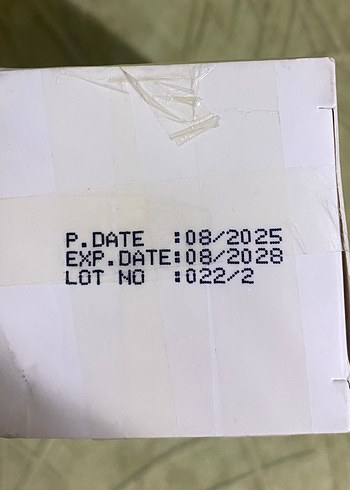 P.DATE :08/2025
EXP.DATE:08/2028
LOT NO :022/2